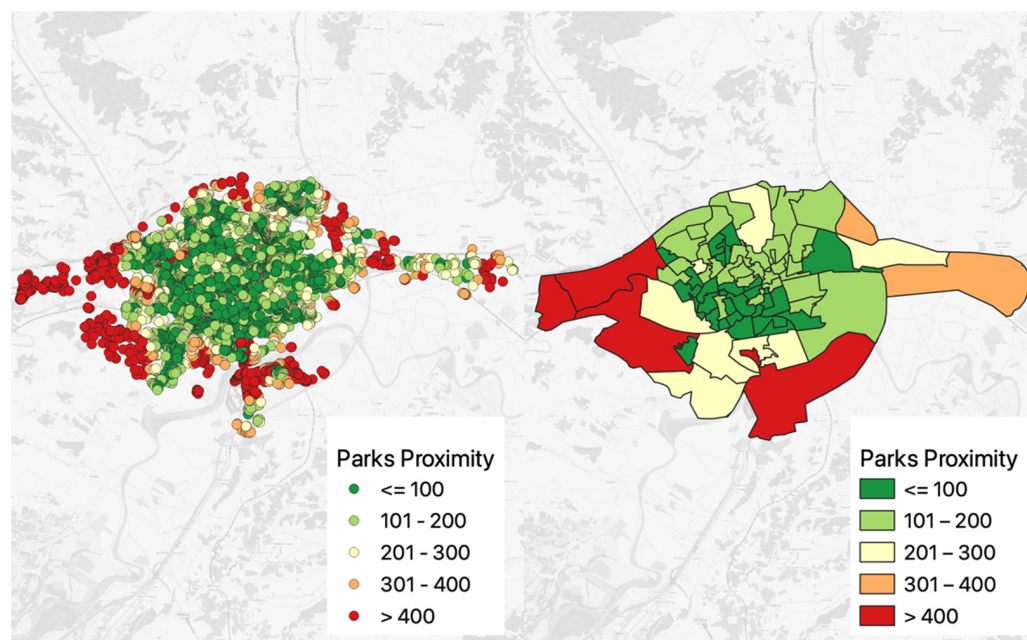 Parks Proximity
<= 100
101 - 200
201 - 300
301 - 400
> 400
Parks Proximity
<= 100
101 – 200
201 – 300
301 – 400
> 400